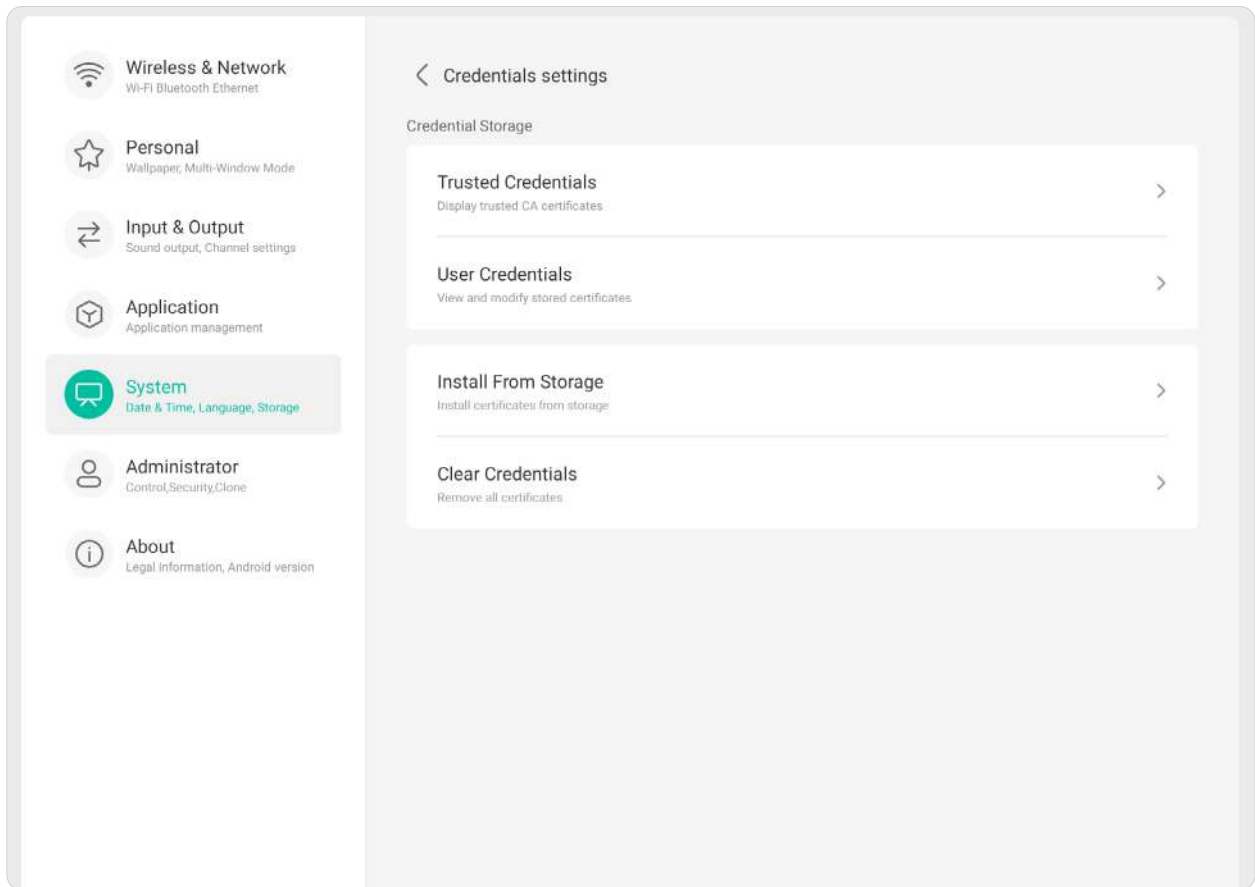 Wireless & Network
Wi-Fi Bluetooth Ethernet
Personal
Wallpaper, Multi-Window Mode
Input & Output
Sound output, Channel settings
Application
Application management
System
Date & Time, Language, Storage
Administrator
Control,Security,Clone
About
Legal information, Android version
Credentials settings
Credential Storage
Trusted Credentials
Display trusted CA certificates
User Credentials
View and modify stored certificates
Install From Storage
Install certificates from storage
Clear Credentials
Remove all certificates